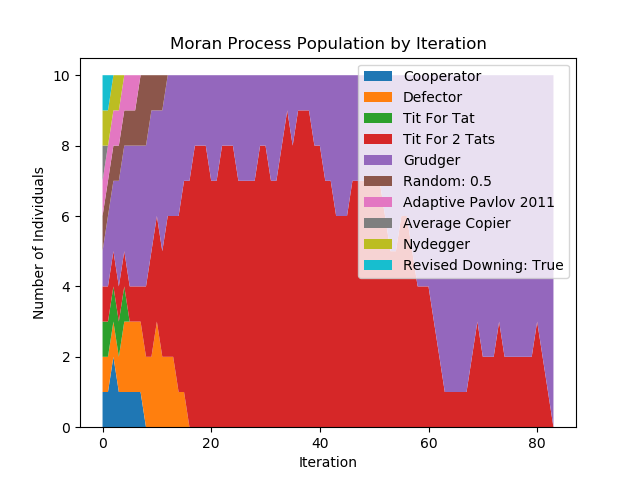 Moran Process Population by Iteration
10
8
6
4
2
0
Number of Individuals
Cooperator
Defector
Tit For Tat
Tit For 2 Tats
Grudger
Random: 0.5
Adaptive Pavlov 2011
Average Copier
Nydegger
Revised Downing: True
0 20 40 60 80
Iteration